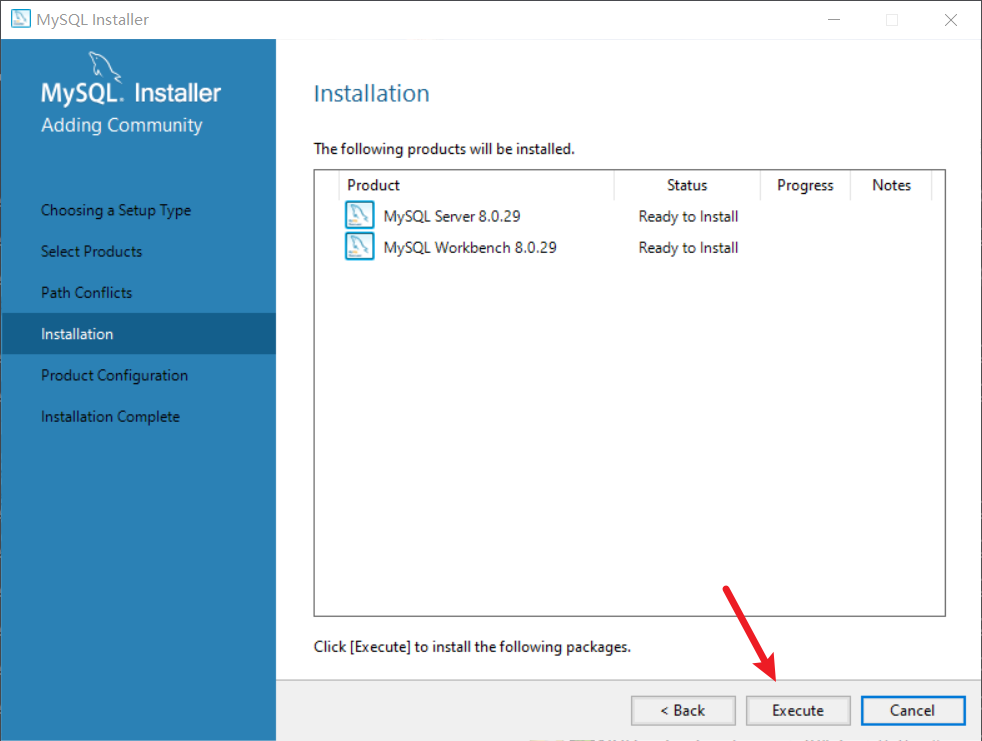 MySQL Installer
MySQL. Installer
Adding Community
Choosing a Setup Type
Select Products
Path Conflicts
Installation
Product Configuration
Installation Complete
Installation
The following products will be installed.
Product Status Progress Notes
MySQL Server 8.0.29 Ready to Install
MySQL Workbench 8.0.29 Ready to Install
Click [Execute] to install the following packages.
< Back Execute Cancel